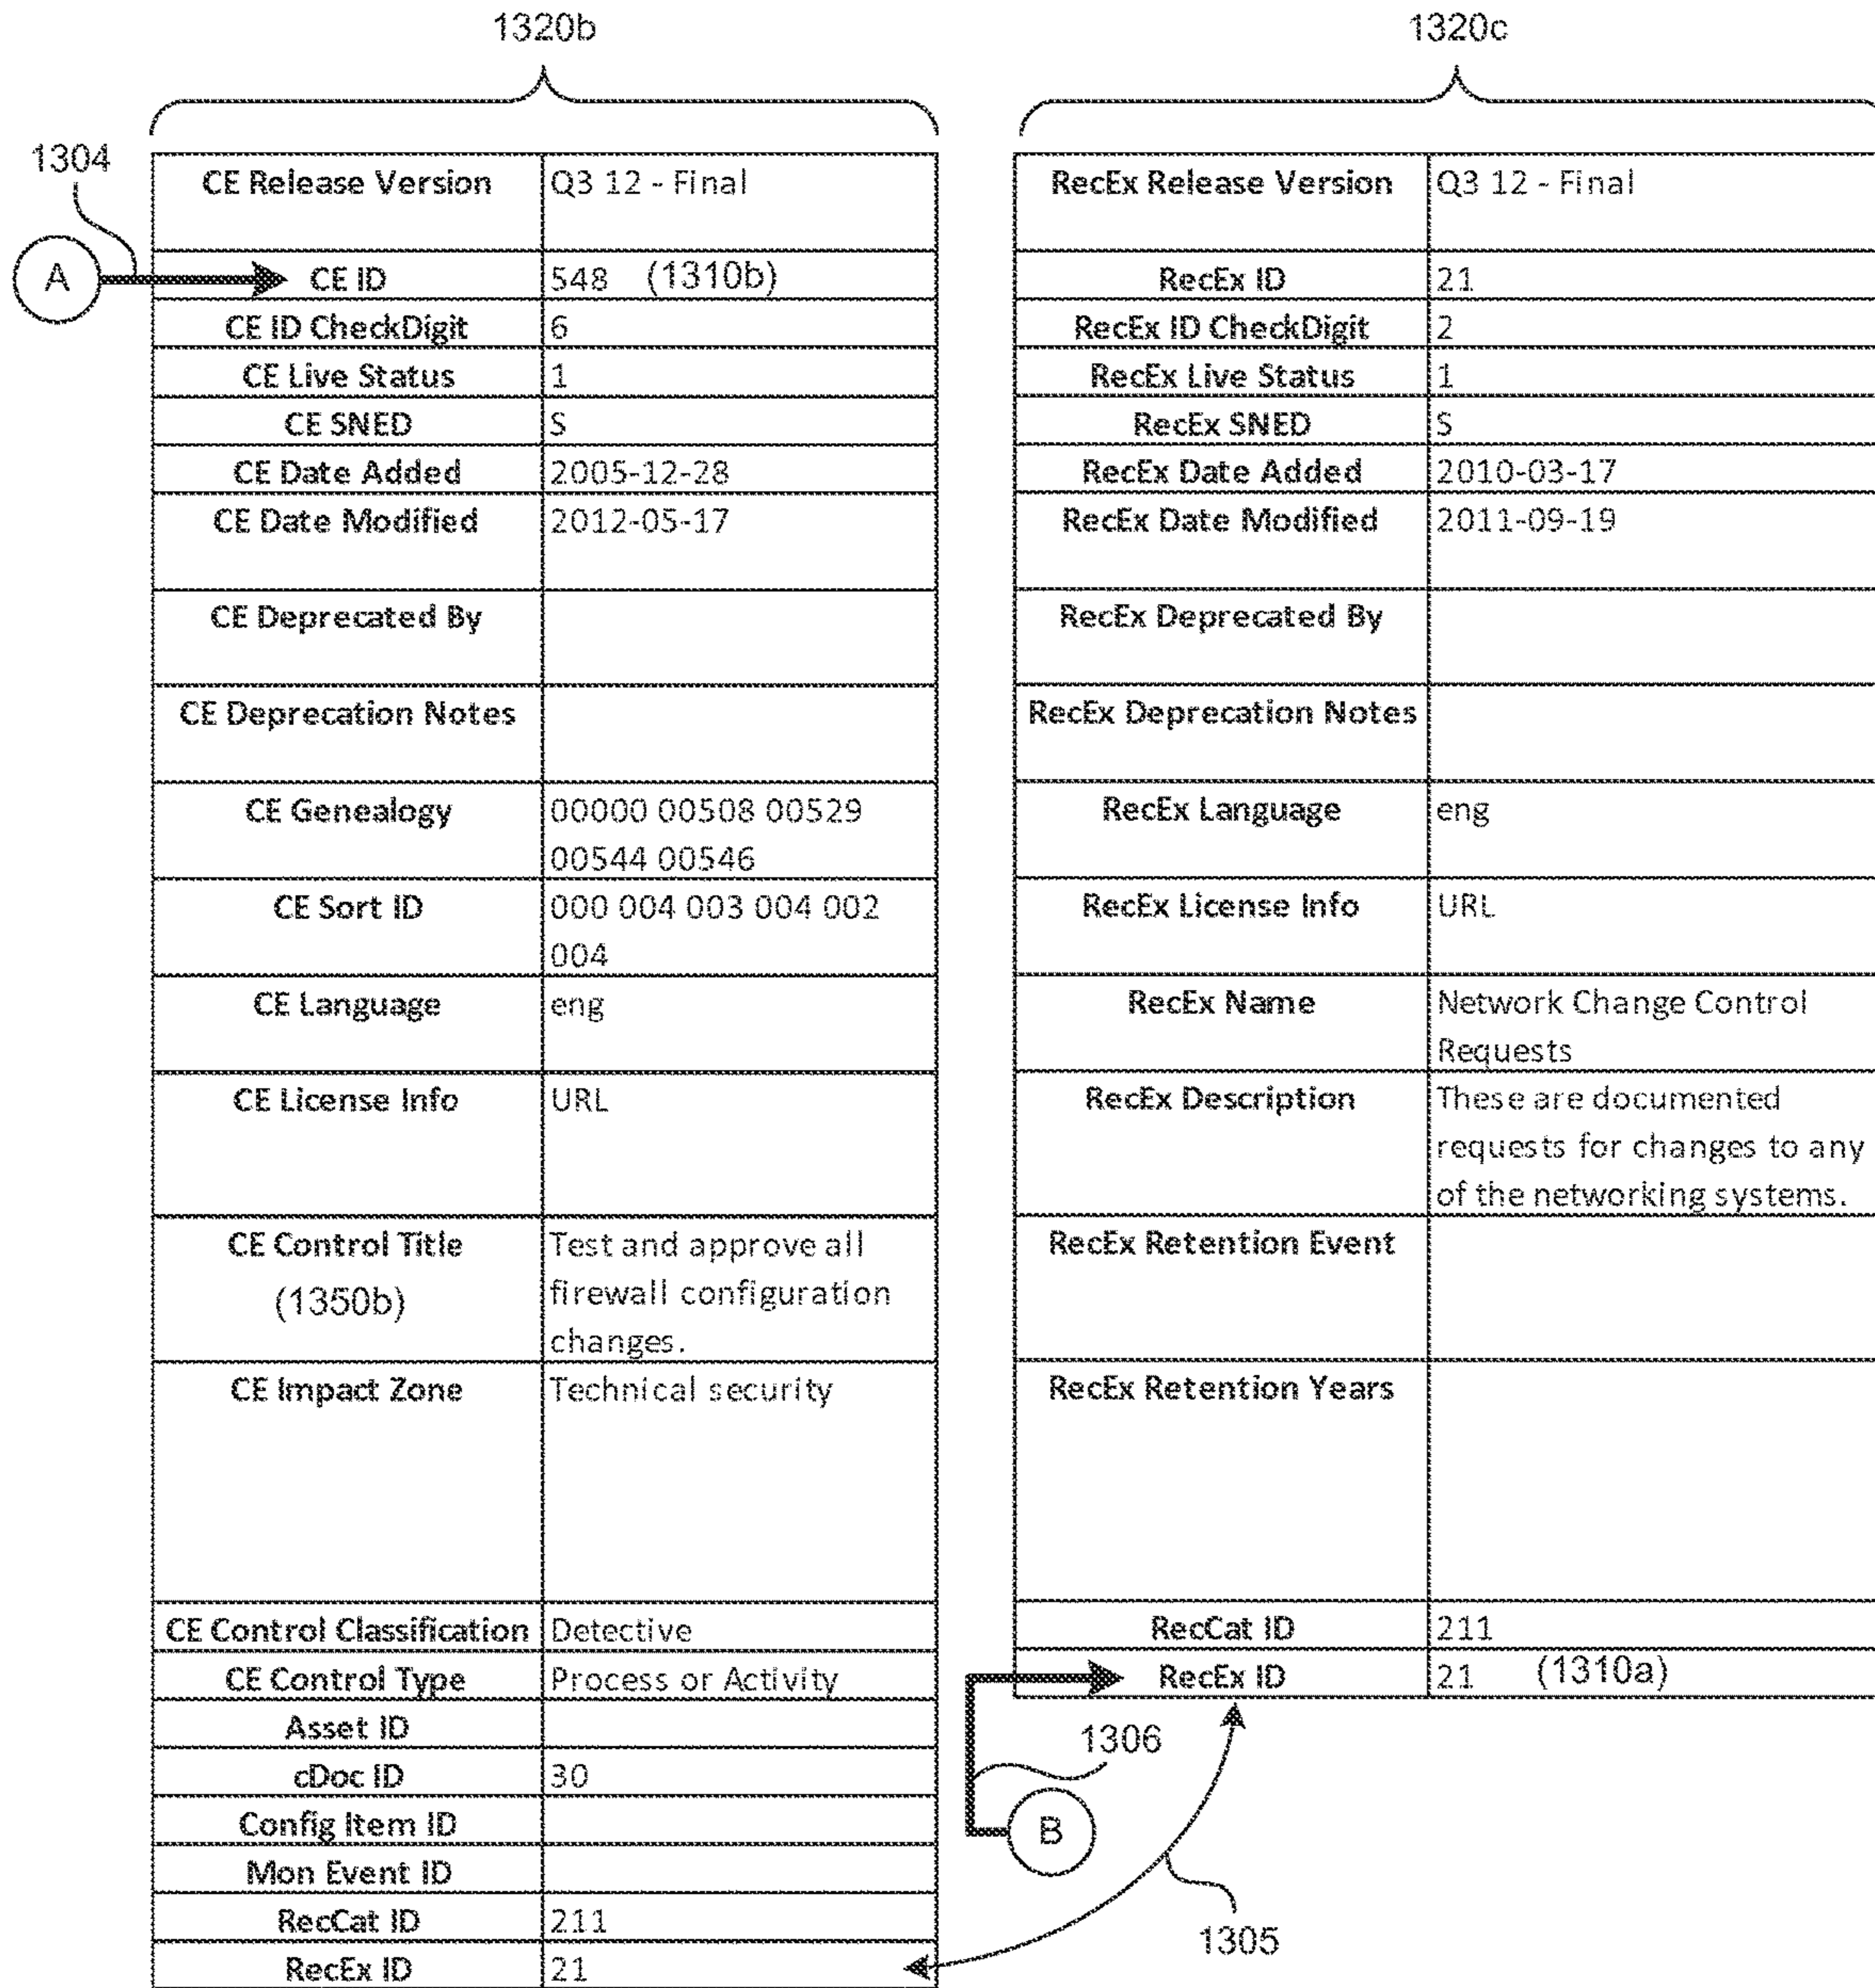 1320b
1320c
1304
A
CE Release Version Q3 12 - Final
CE ID 548 (1310b)
CE ID CheckDigit 6
CE Live Status 1
CE SNED S
CE Date Added 2005-12-28
CE Date Modified 2012-05-17
CE Deprecated By
CE Deprecation Notes
CE Genealogy 00000 00508 00529
00544 00546
CE Sort ID 000 004 003 004 002
004
CE Language eng
CE License Info URL
CE Control Title Test and approve all
(1350b) firewall configuration
changes.
CE Impact Zone Technical security
CE Control Classification Detective
CE Control Type Process or Activity
Asset ID
cDoc ID 30
Config Item ID
Mon Event ID
RecCat ID 211
RecEx ID 21
RecEx Release Version Q3 12 - Final
RecEx ID 21
RecEx ID CheckDigit 2
RecEx Live Status 1
RecEx SNED S
RecEx Date Added 2010-03-17
RecEx Date Modified 2011-09-19
RecEx Deprecated By
RecEx Deprecation Notes
RecEx Language eng
RecEx License Info URL
RecEx Name Network Change Control
Requests
RecEx Description These are documented
requests for changes to any
of the networking systems.
RecEx Retention Event
RecEx Retention Years
RecCat ID 211
RecEx ID 21 (1310a)
1306
B
1305